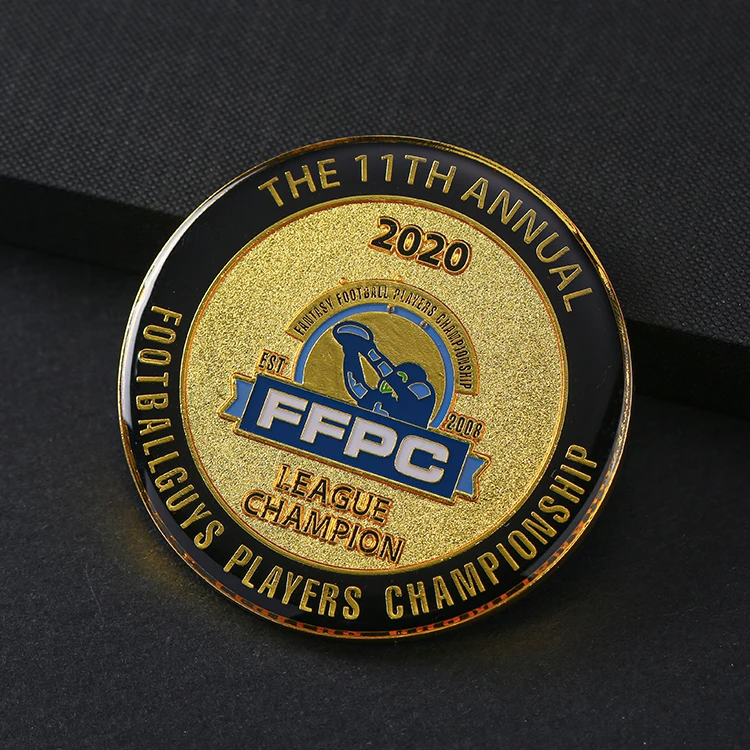 THE 11TH ANNUAL
2020
FANTASY FOOTBALL PLAYERS CHAMPIONSHIP
EST 2008
FFPC
LEAGUE
CHAMPION
FOOTBALLGUYS PLAYERS CHAMPIONSHIP